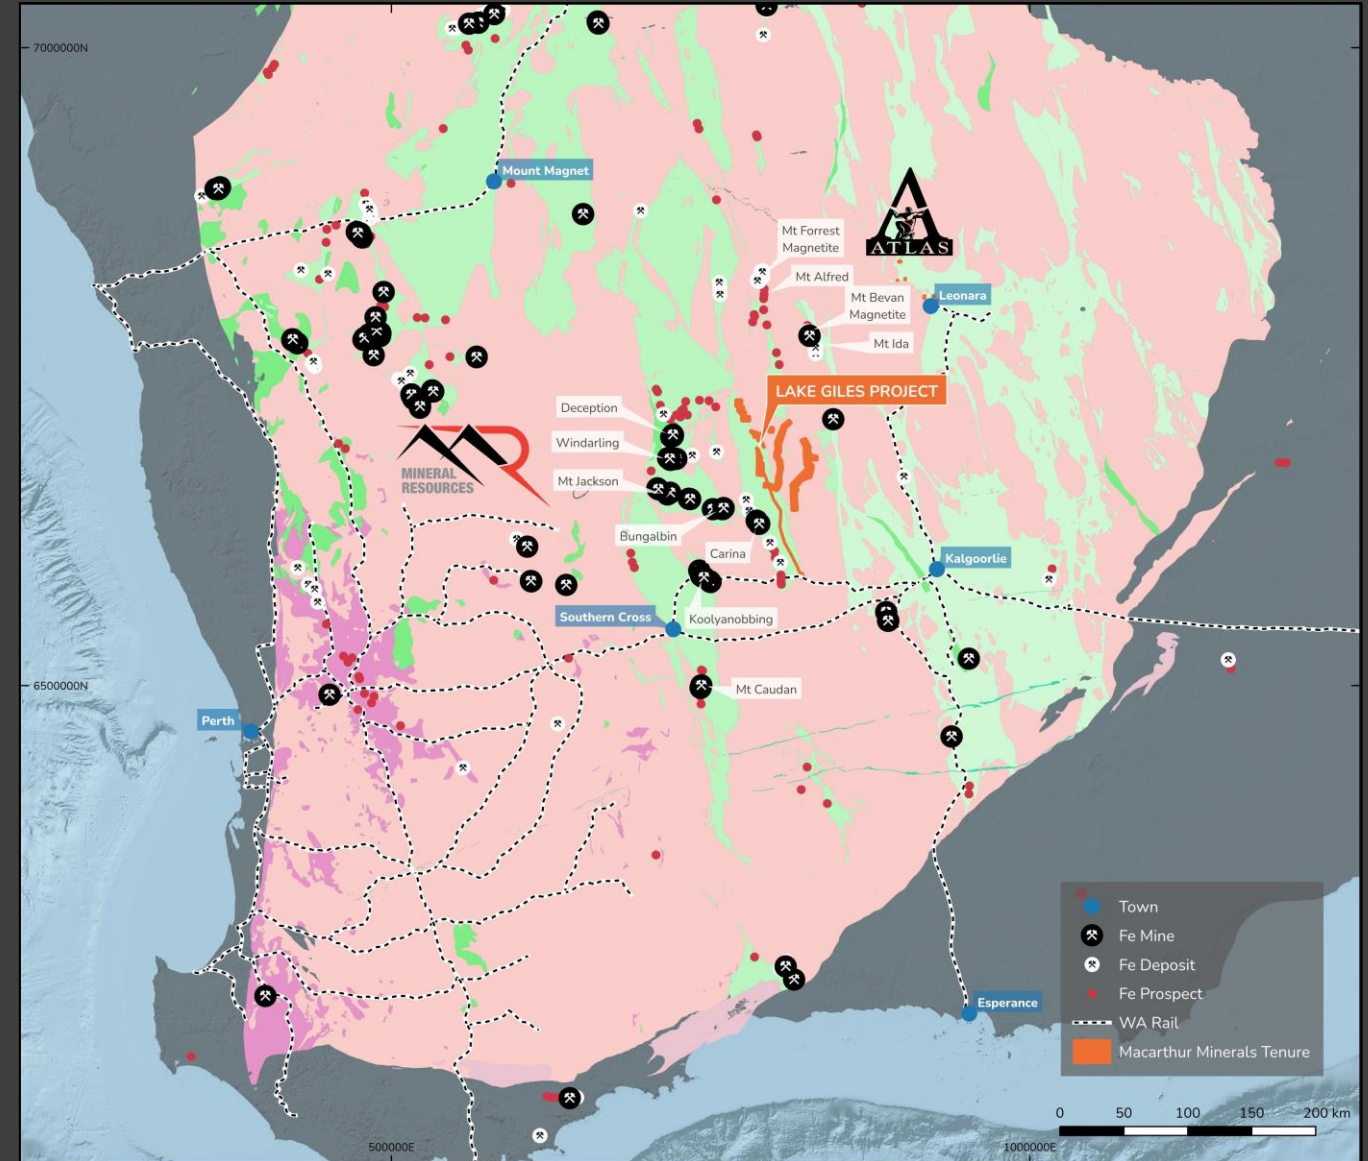 7000000N
Mount Magnet
Mt Forrest
Magnetite
ATLAS
Mt Alfred
Mt Bevan
Magnetite
Leonara
Mt Ida
LAKE GILES PROJECT
Deception
Windarling
MINERAL
RESOURCES
Mt Jackson
Bungalbin
Carina
Kalgoorlie
Southern Cross
Koolyanobbing
6500000N
Mt Caudan
Perth
Esperance
Town
Fe Mine
Fe Deposit
Fe Prospect
WA Rail
Macarthur Minerals Tenure
0 50 100 150 200 km
500000E
1000000E